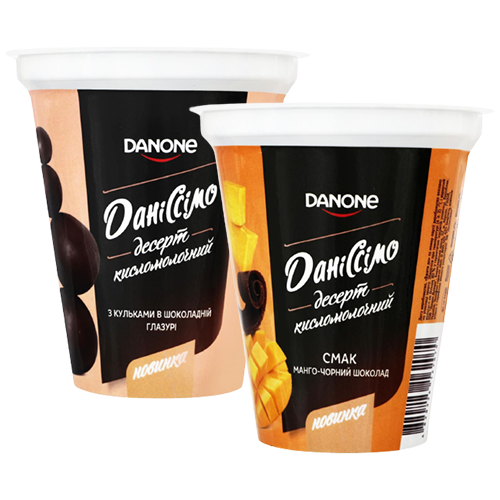 DANONE
ДаніССімо
десерт
кисломолочний
З КУЛЬКАМИ В ШОКОЛАДНІЙ
ГЛАЗУРІ
новинка
DANONE
ДаніССімо
десерт
кисломолочний
СМАК
МАНГО-ЧОРНИЙ ШОКОЛАД
новинка